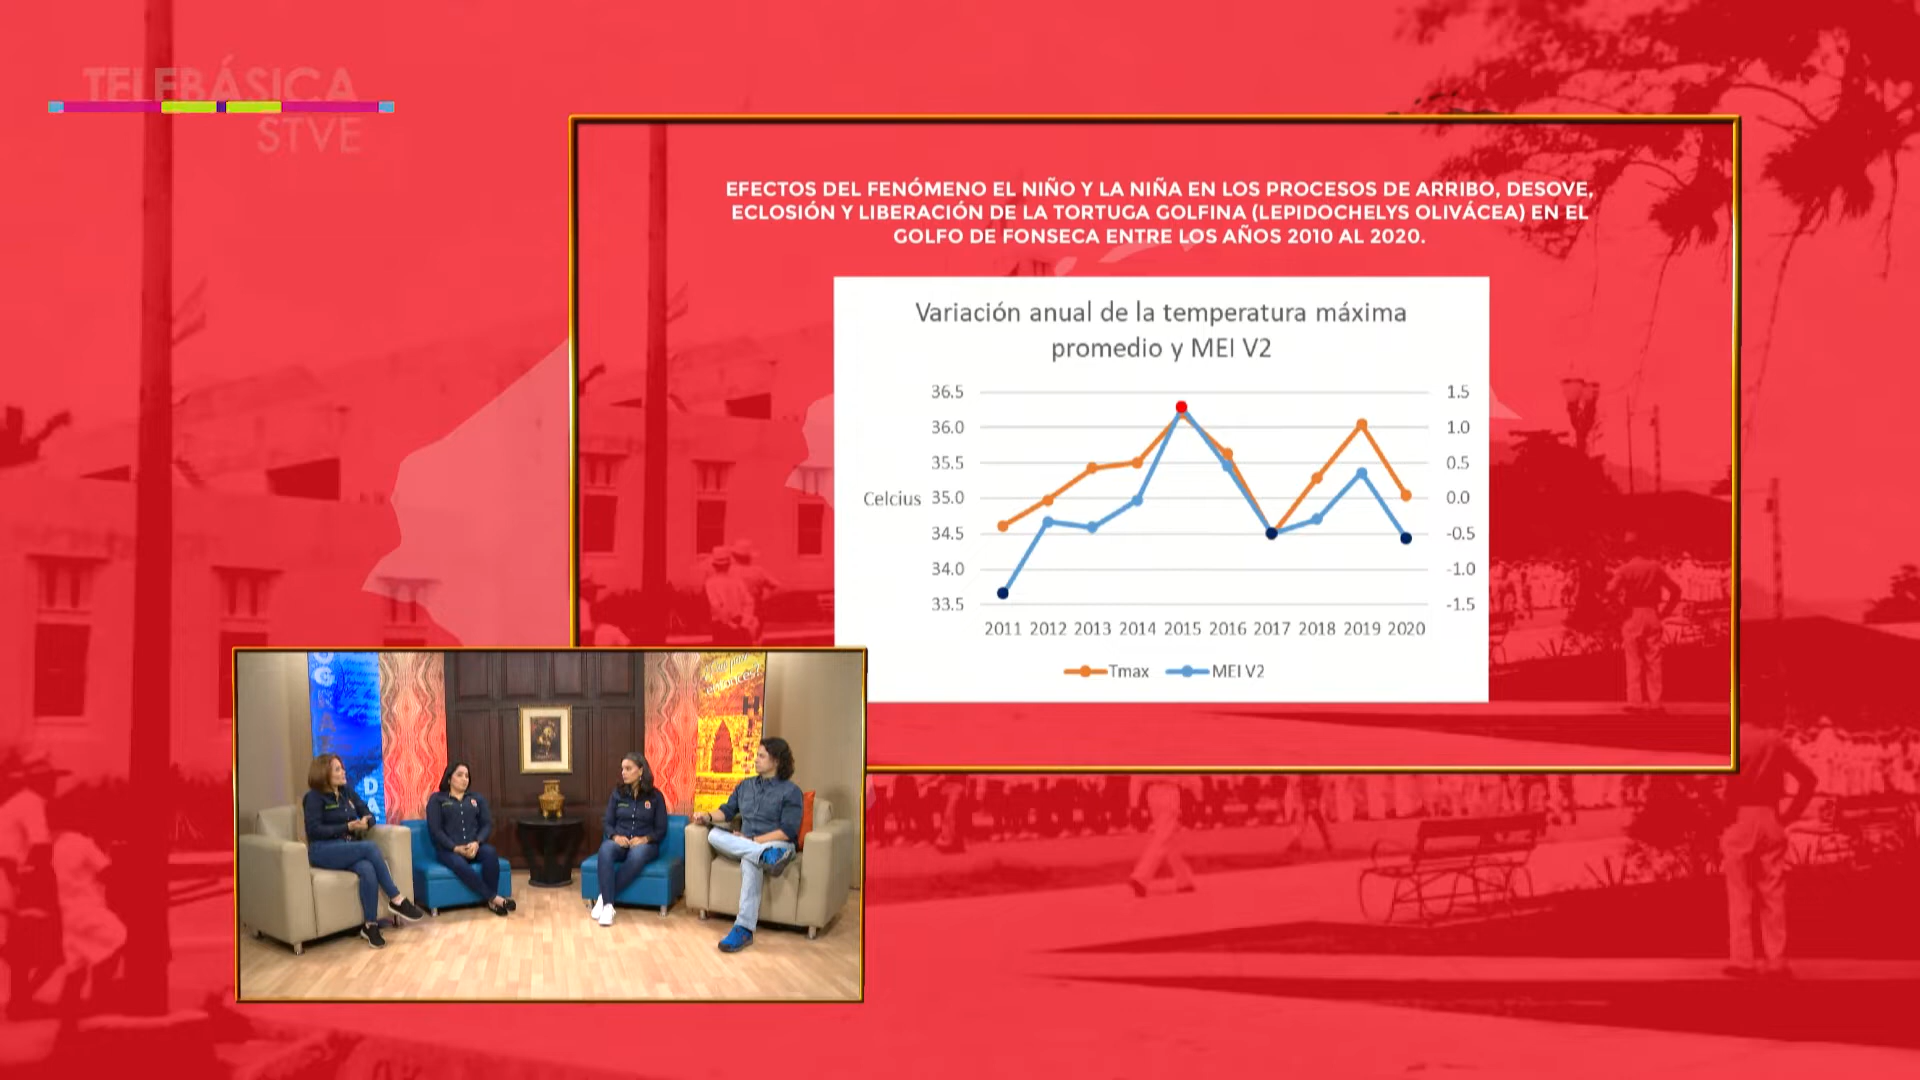 TELEBÁSICA
STVE
EFECTOS DEL FENÓMENO EL NIÑO Y LA NIÑA EN LOS PROCESOS DE ARRIBO, DESOVE,
ECLOSIÓN Y LIBERACIÓN DE LA TORTUGA GOLFINA (LEPIDOCHELYS OLIVÁCEA) EN EL
GOLFO DE FONSECA ENTRE LOS AÑOS 2010 AL 2020.
Variación anual de la temperatura máxima
promedio y MEI V2
36.5 1.5
36.0 1.0
35.5 0.5
Celcius 35.0 0.0
34.5 -0.5
34.0 -1.0
33.5 -1.5
2011 2012 2013 2014 2015 2016 2017 2018 2019 2020
Tmax MEI V2